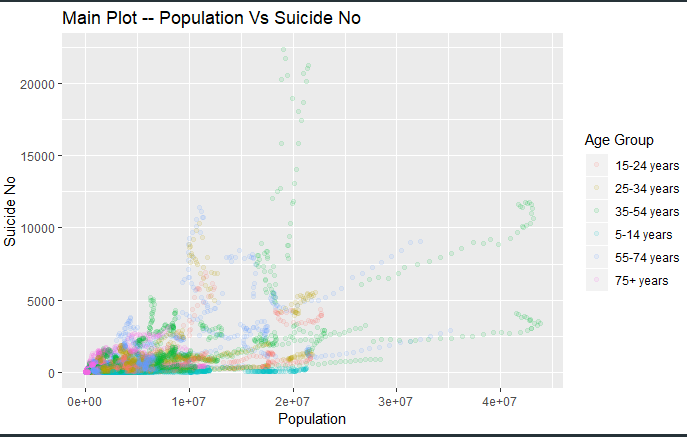 Main Plot -- Population Vs Suicide No
Suicide No
20000
15000
10000
5000
0
0e+00
1e+07
2e+07
3e+07
4e+07
Population
Age Group
15-24 years
25-34 years
35-54 years
5-14 years
55-74 years
75+ years